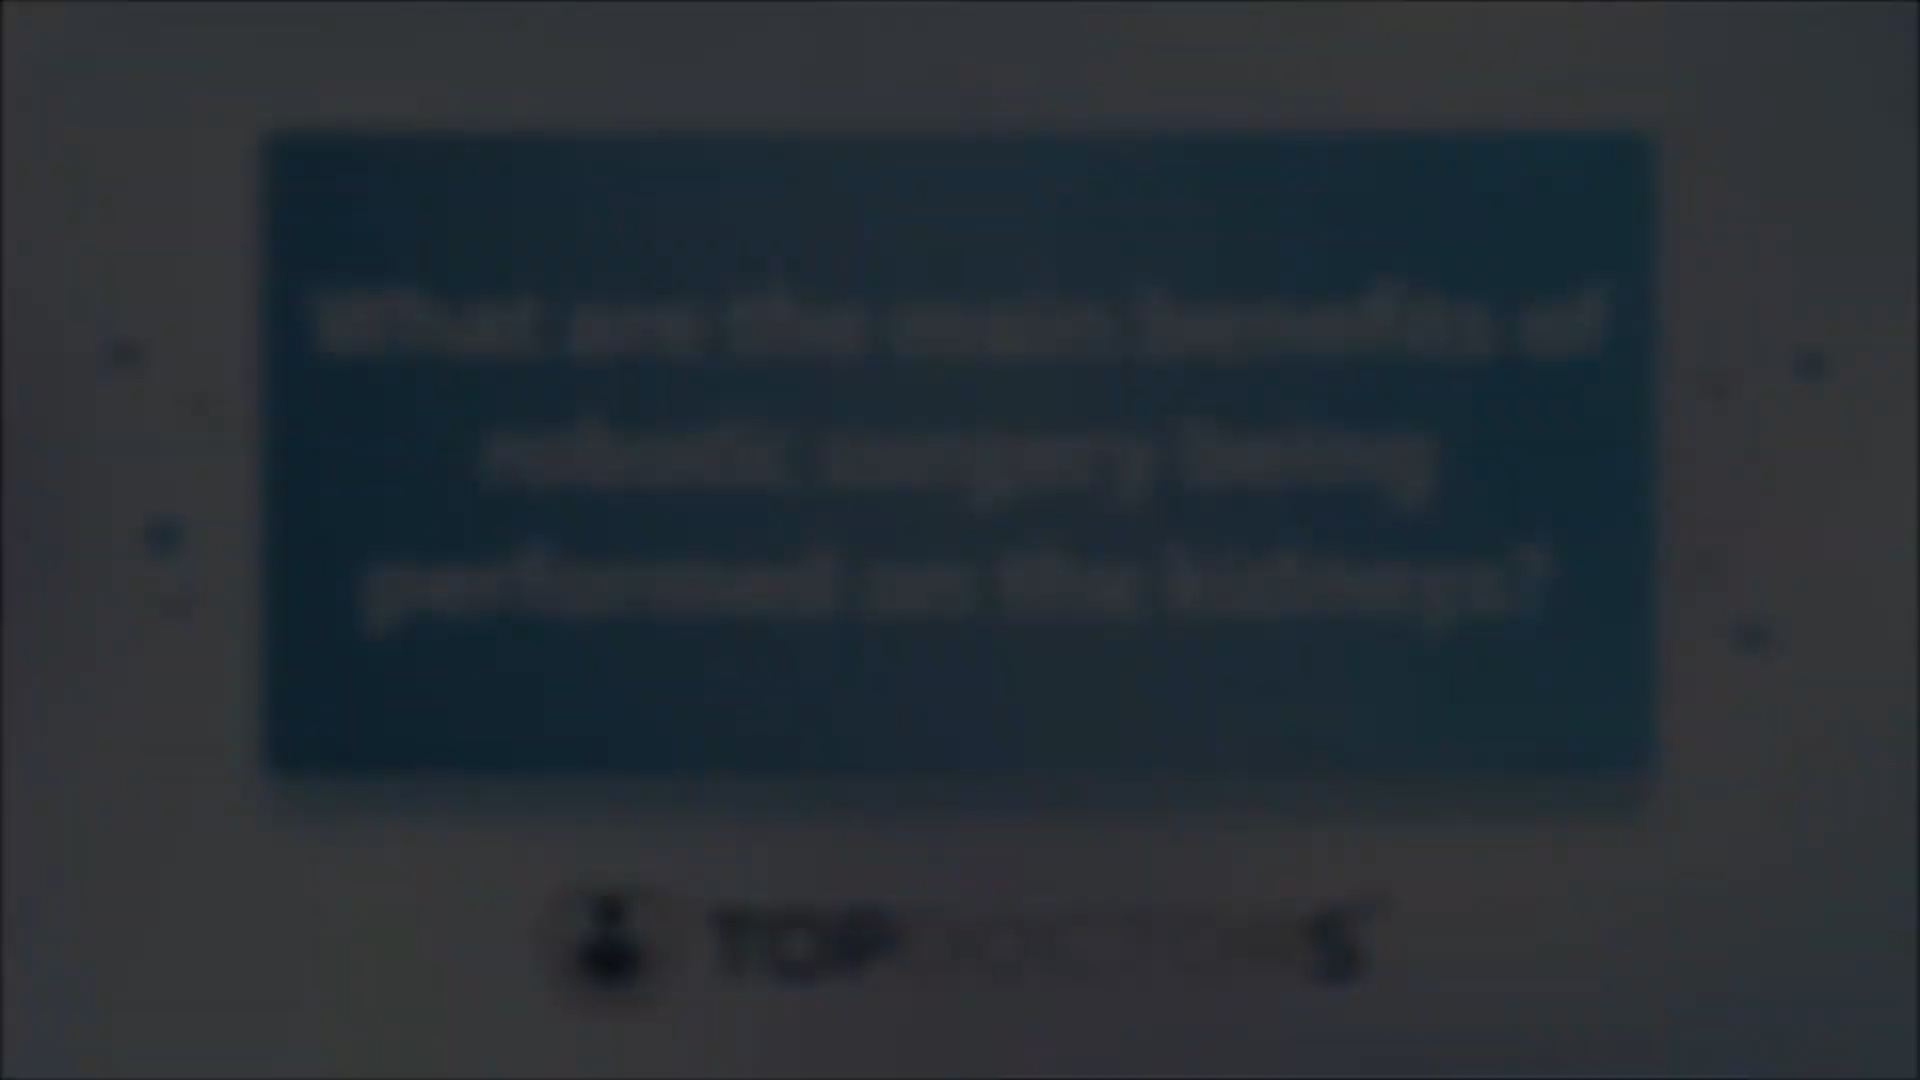 What are the main benefits of
robotic surgery being
performed on the kidneys?
TOP